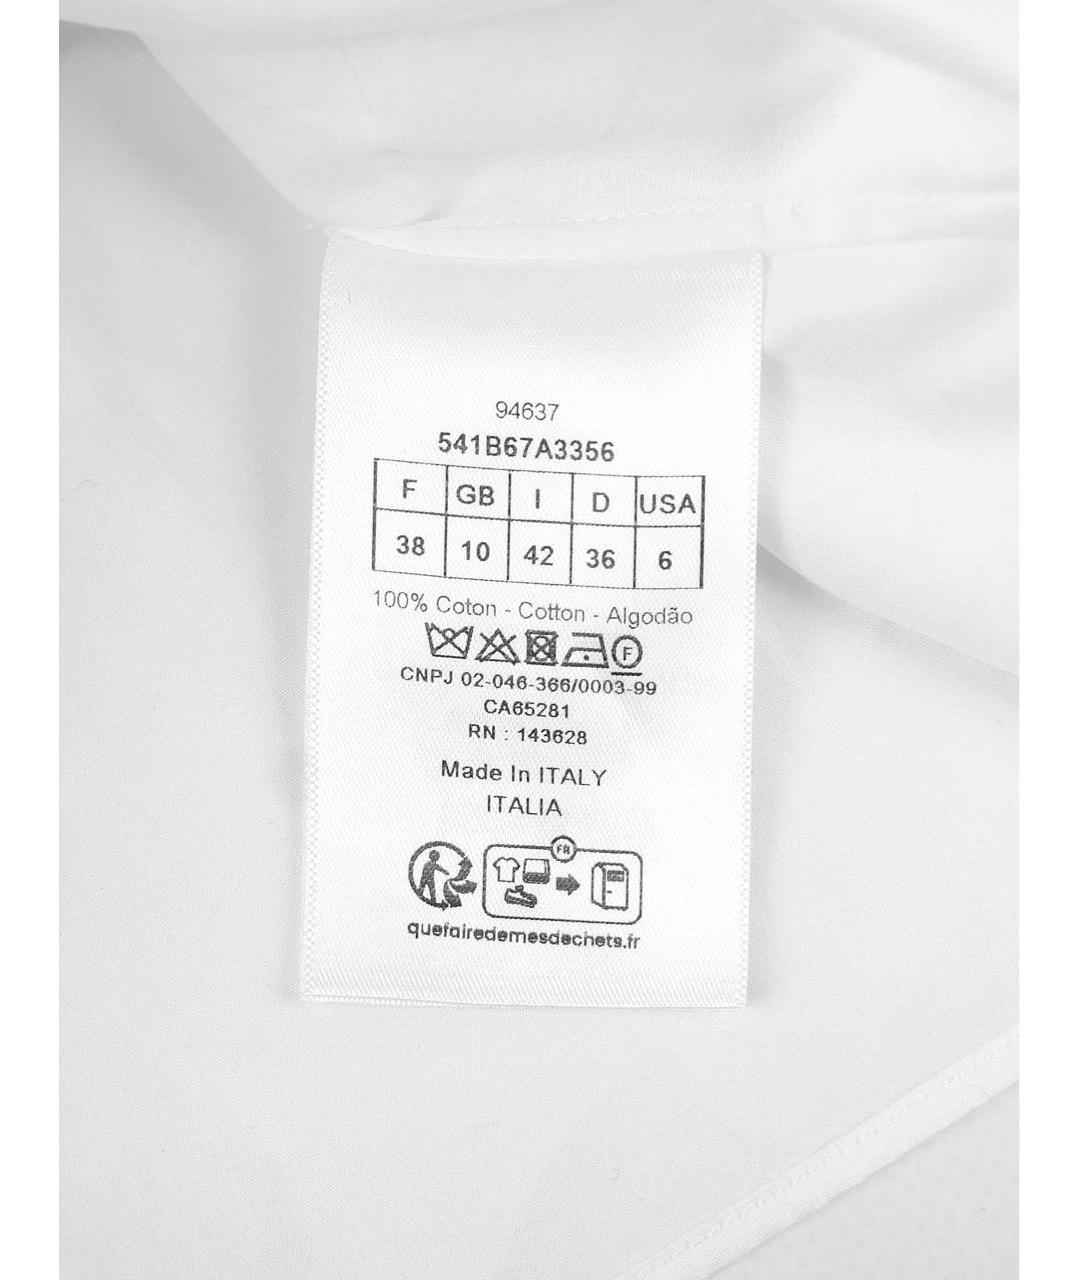 94637
541B67A3356
F GB I D USA
38 10 42 36 6
100% Coton - Cotton - Algodão
F
CNPJ 02-046-366/0003-99
CA65281
RN : 143628
Made In ITALY
ITALIA
FR
quefairedemesdechets.fr